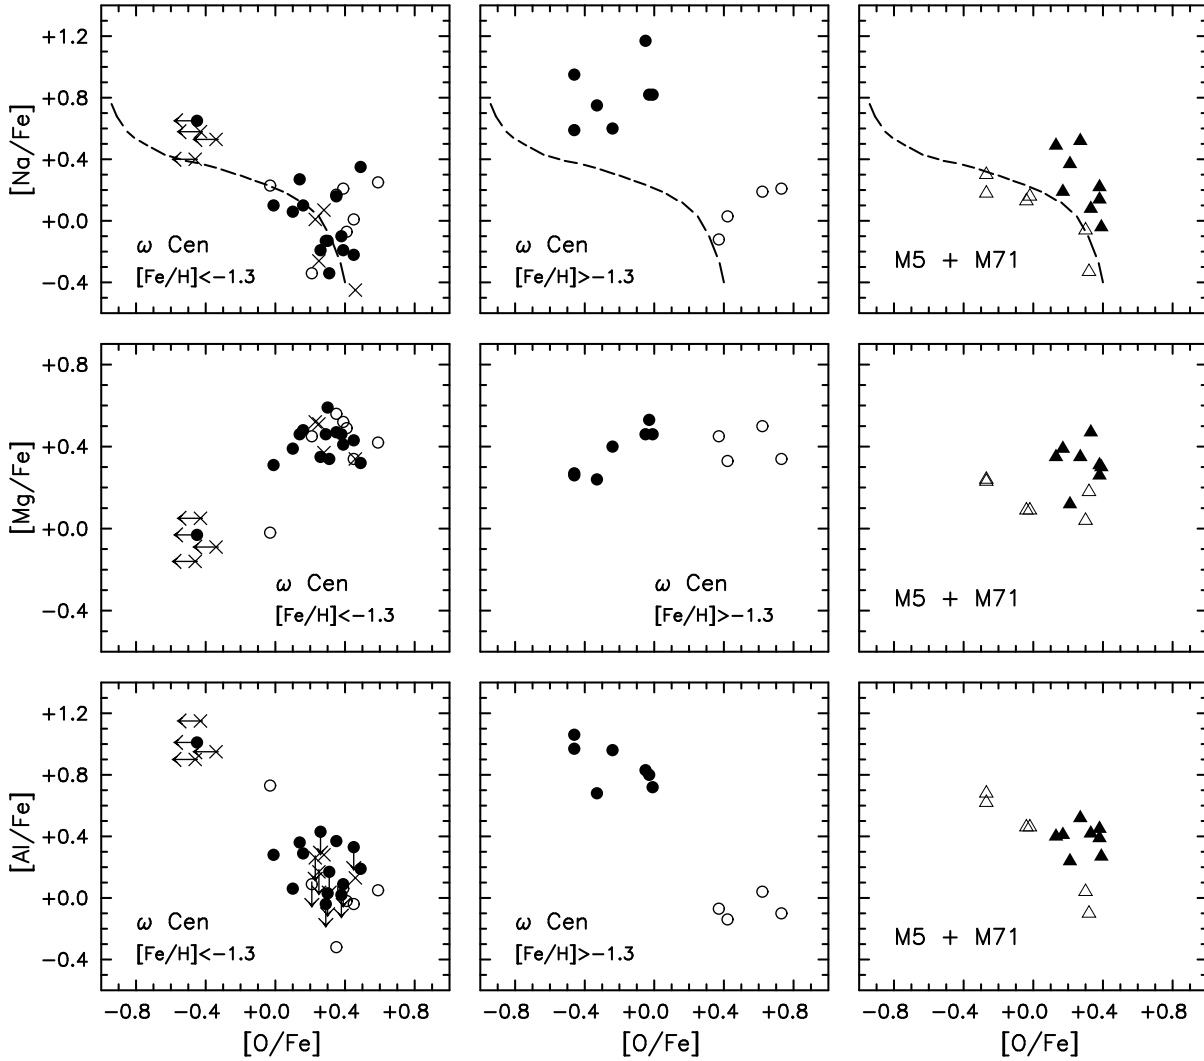 +1.2
+0.8
+0.4
+0.0
−0.4
[Na/Fe]
ω Cen
[Fe/H]<−1.3
ω Cen
[Fe/H]>−1.3
M5 + M71
+0.8
+0.4
+0.0
−0.4
[Mg/Fe]
ω Cen
[Fe/H]<−1.3
ω Cen
[Fe/H]>−1.3
M5 + M71
+1.2
+0.8
+0.4
+0.0
−0.4
[Al/Fe]
ω Cen
[Fe/H]<−1.3
ω Cen
[Fe/H]>−1.3
M5 + M71
−0.8 −0.4 +0.0 +0.4 +0.8
−0.8 −0.4 +0.0 +0.4 +0.8
−0.8 −0.4 +0.0 +0.4 +0.8
[O/Fe]
[O/Fe]
[O/Fe]